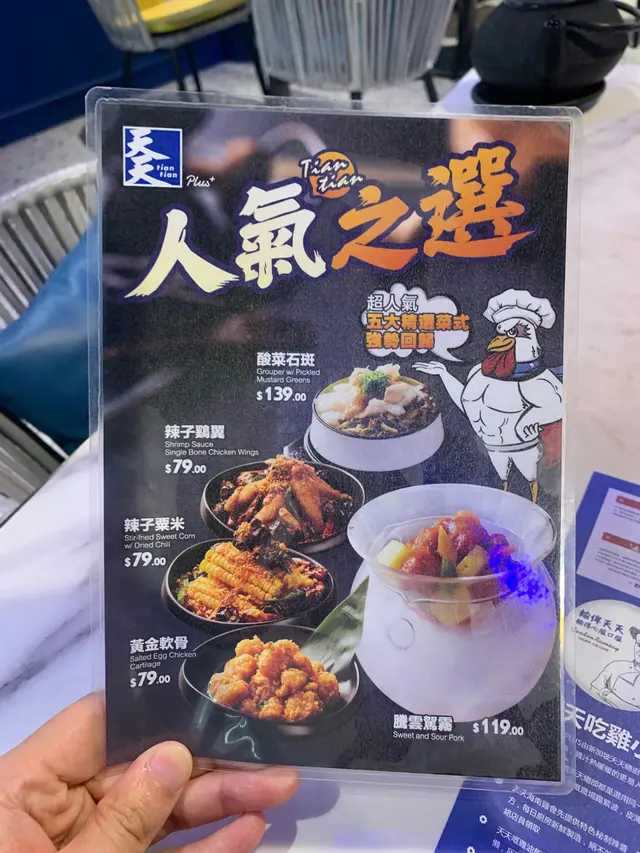 天天
tian tian
Plus+
Tian tian
人氣之選
超人氣
五大精選菜式
強勢回歸
酸菜石斑
Grouper w/ Pickled
Mustard Greens
$139.00
辣子鷄翼
Shrimp Sauce
Single Bone Chicken Wings
$79.00
辣子粟米
Stir-fried Sweet Corn
w/ Dried Chili
$79.00
黃金軟骨
Salted Egg Chicken
Cartilage
$79.00
騰雲駕霧
Sweet and Sour Pork
$119.00
天吃雞